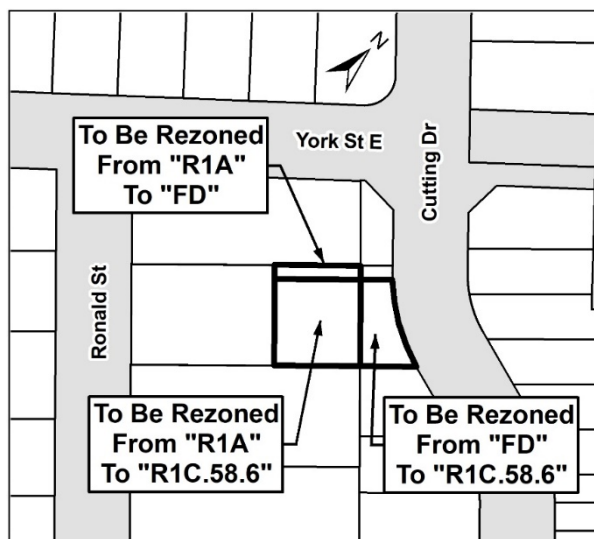 N
To Be Rezoned
From "R1A"
To "FD"
York St E
Cutting Dr
Ronald St
To Be Rezoned
From "R1A"
To "R1C.58.6"
To Be Rezoned
From "FD"
To "R1C.58.6"